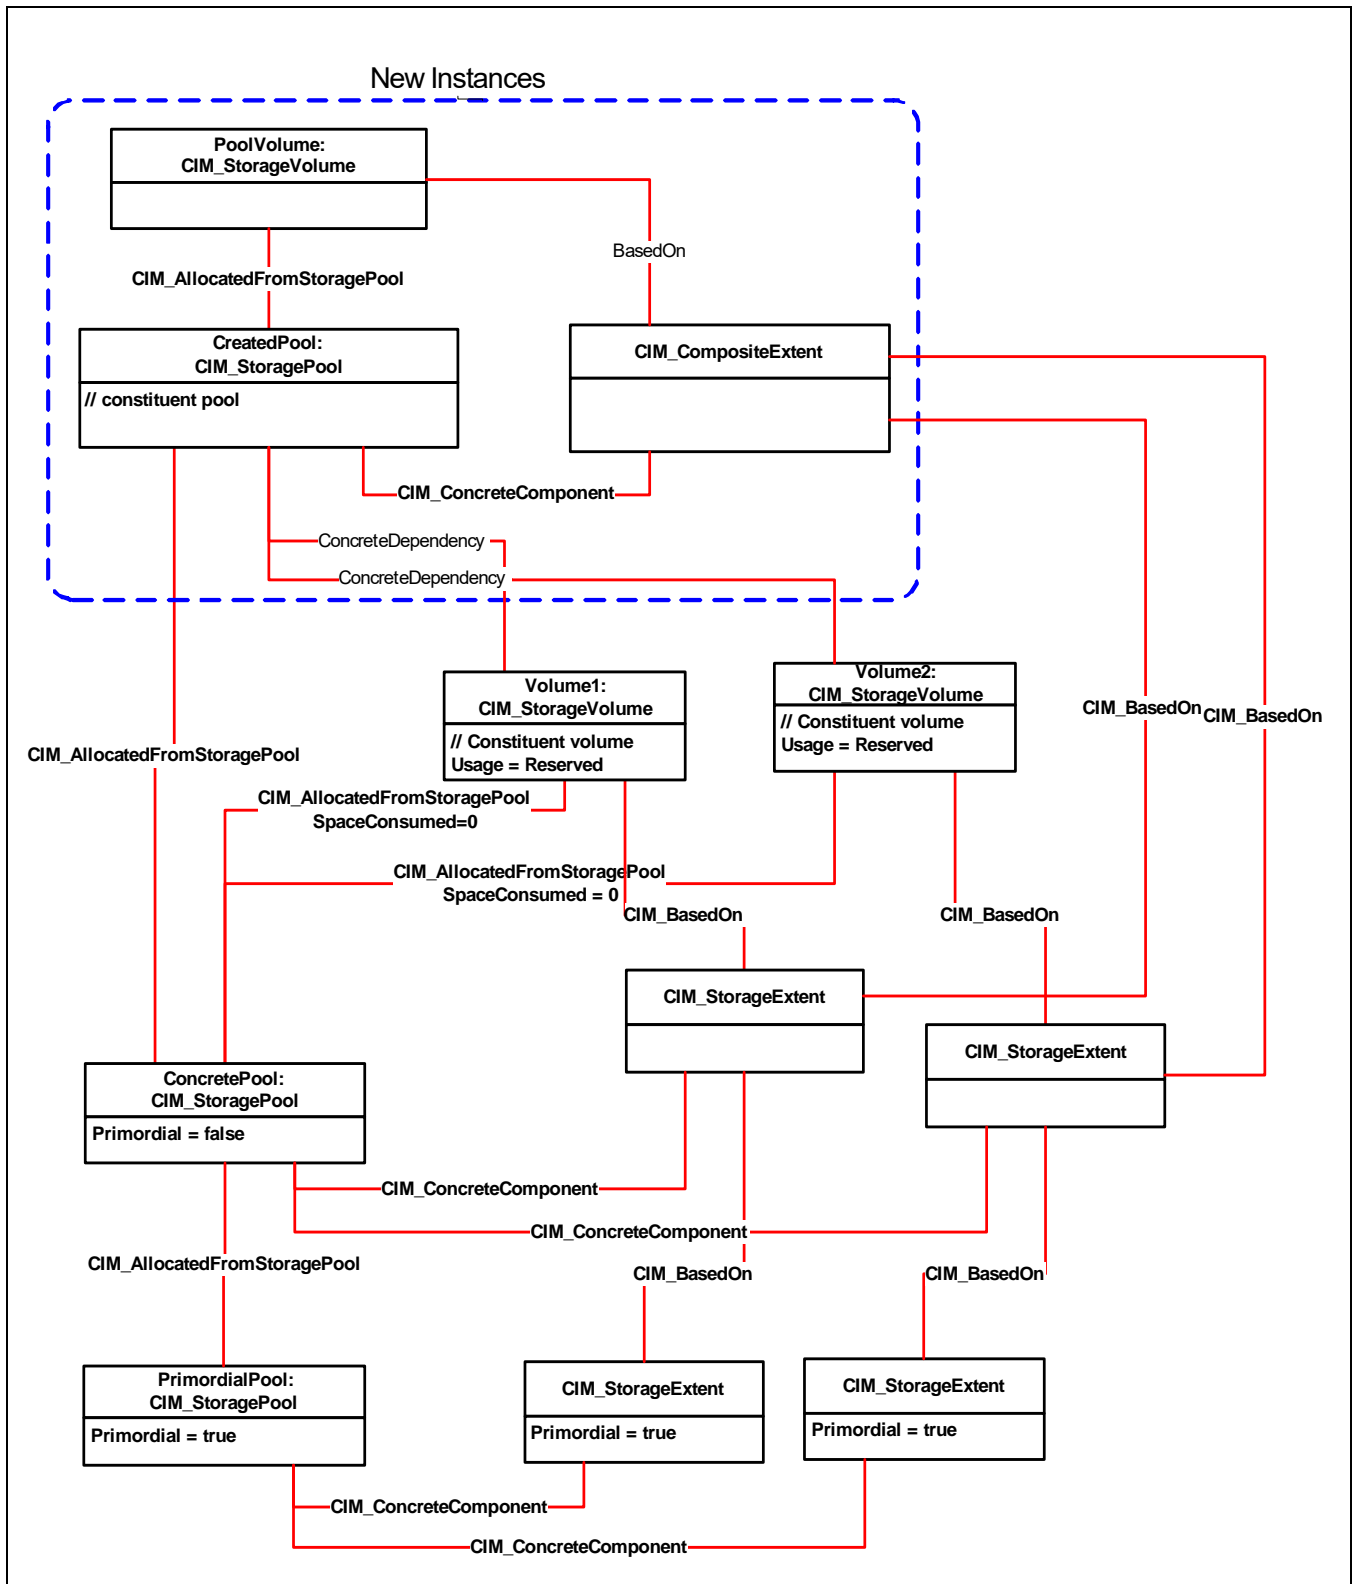 New Instances
PoolVolume:
CIM_StorageVolume
BasedOn
CIM_AllocatedFromStoragePool
CreatedPool:
CIM_StoragePool
// constituent pool
CIM_CompositeExtent
CIM_ConcreteComponent
ConcreteDependency
ConcreteDependency
Volume1:
CIM_StorageVolume
// Constituent volume
Usage = Reserved
Volume2:
CIM_StorageVolume
// Constituent volume
Usage = Reserved
CIM_BasedOn
CIM_BasedOn
CIM_AllocatedFromStoragePool
CIM_AllocatedFromStoragePool
SpaceConsumed=0
CIM_AllocatedFromStoragePool
SpaceConsumed = 0
CIM_BasedOn
CIM_BasedOn
CIM_StorageExtent
CIM_StorageExtent
ConcretePool:
CIM_StoragePool
Primordial = false
CIM_ConcreteComponent
CIM_ConcreteComponent
CIM_AllocatedFromStoragePool
CIM_BasedOn
CIM_BasedOn
PrimordialPool:
CIM_StoragePool
Primordial = true
CIM_StorageExtent
Primordial = true
CIM_StorageExtent
Primordial = true
CIM_ConcreteComponent
CIM_ConcreteComponent